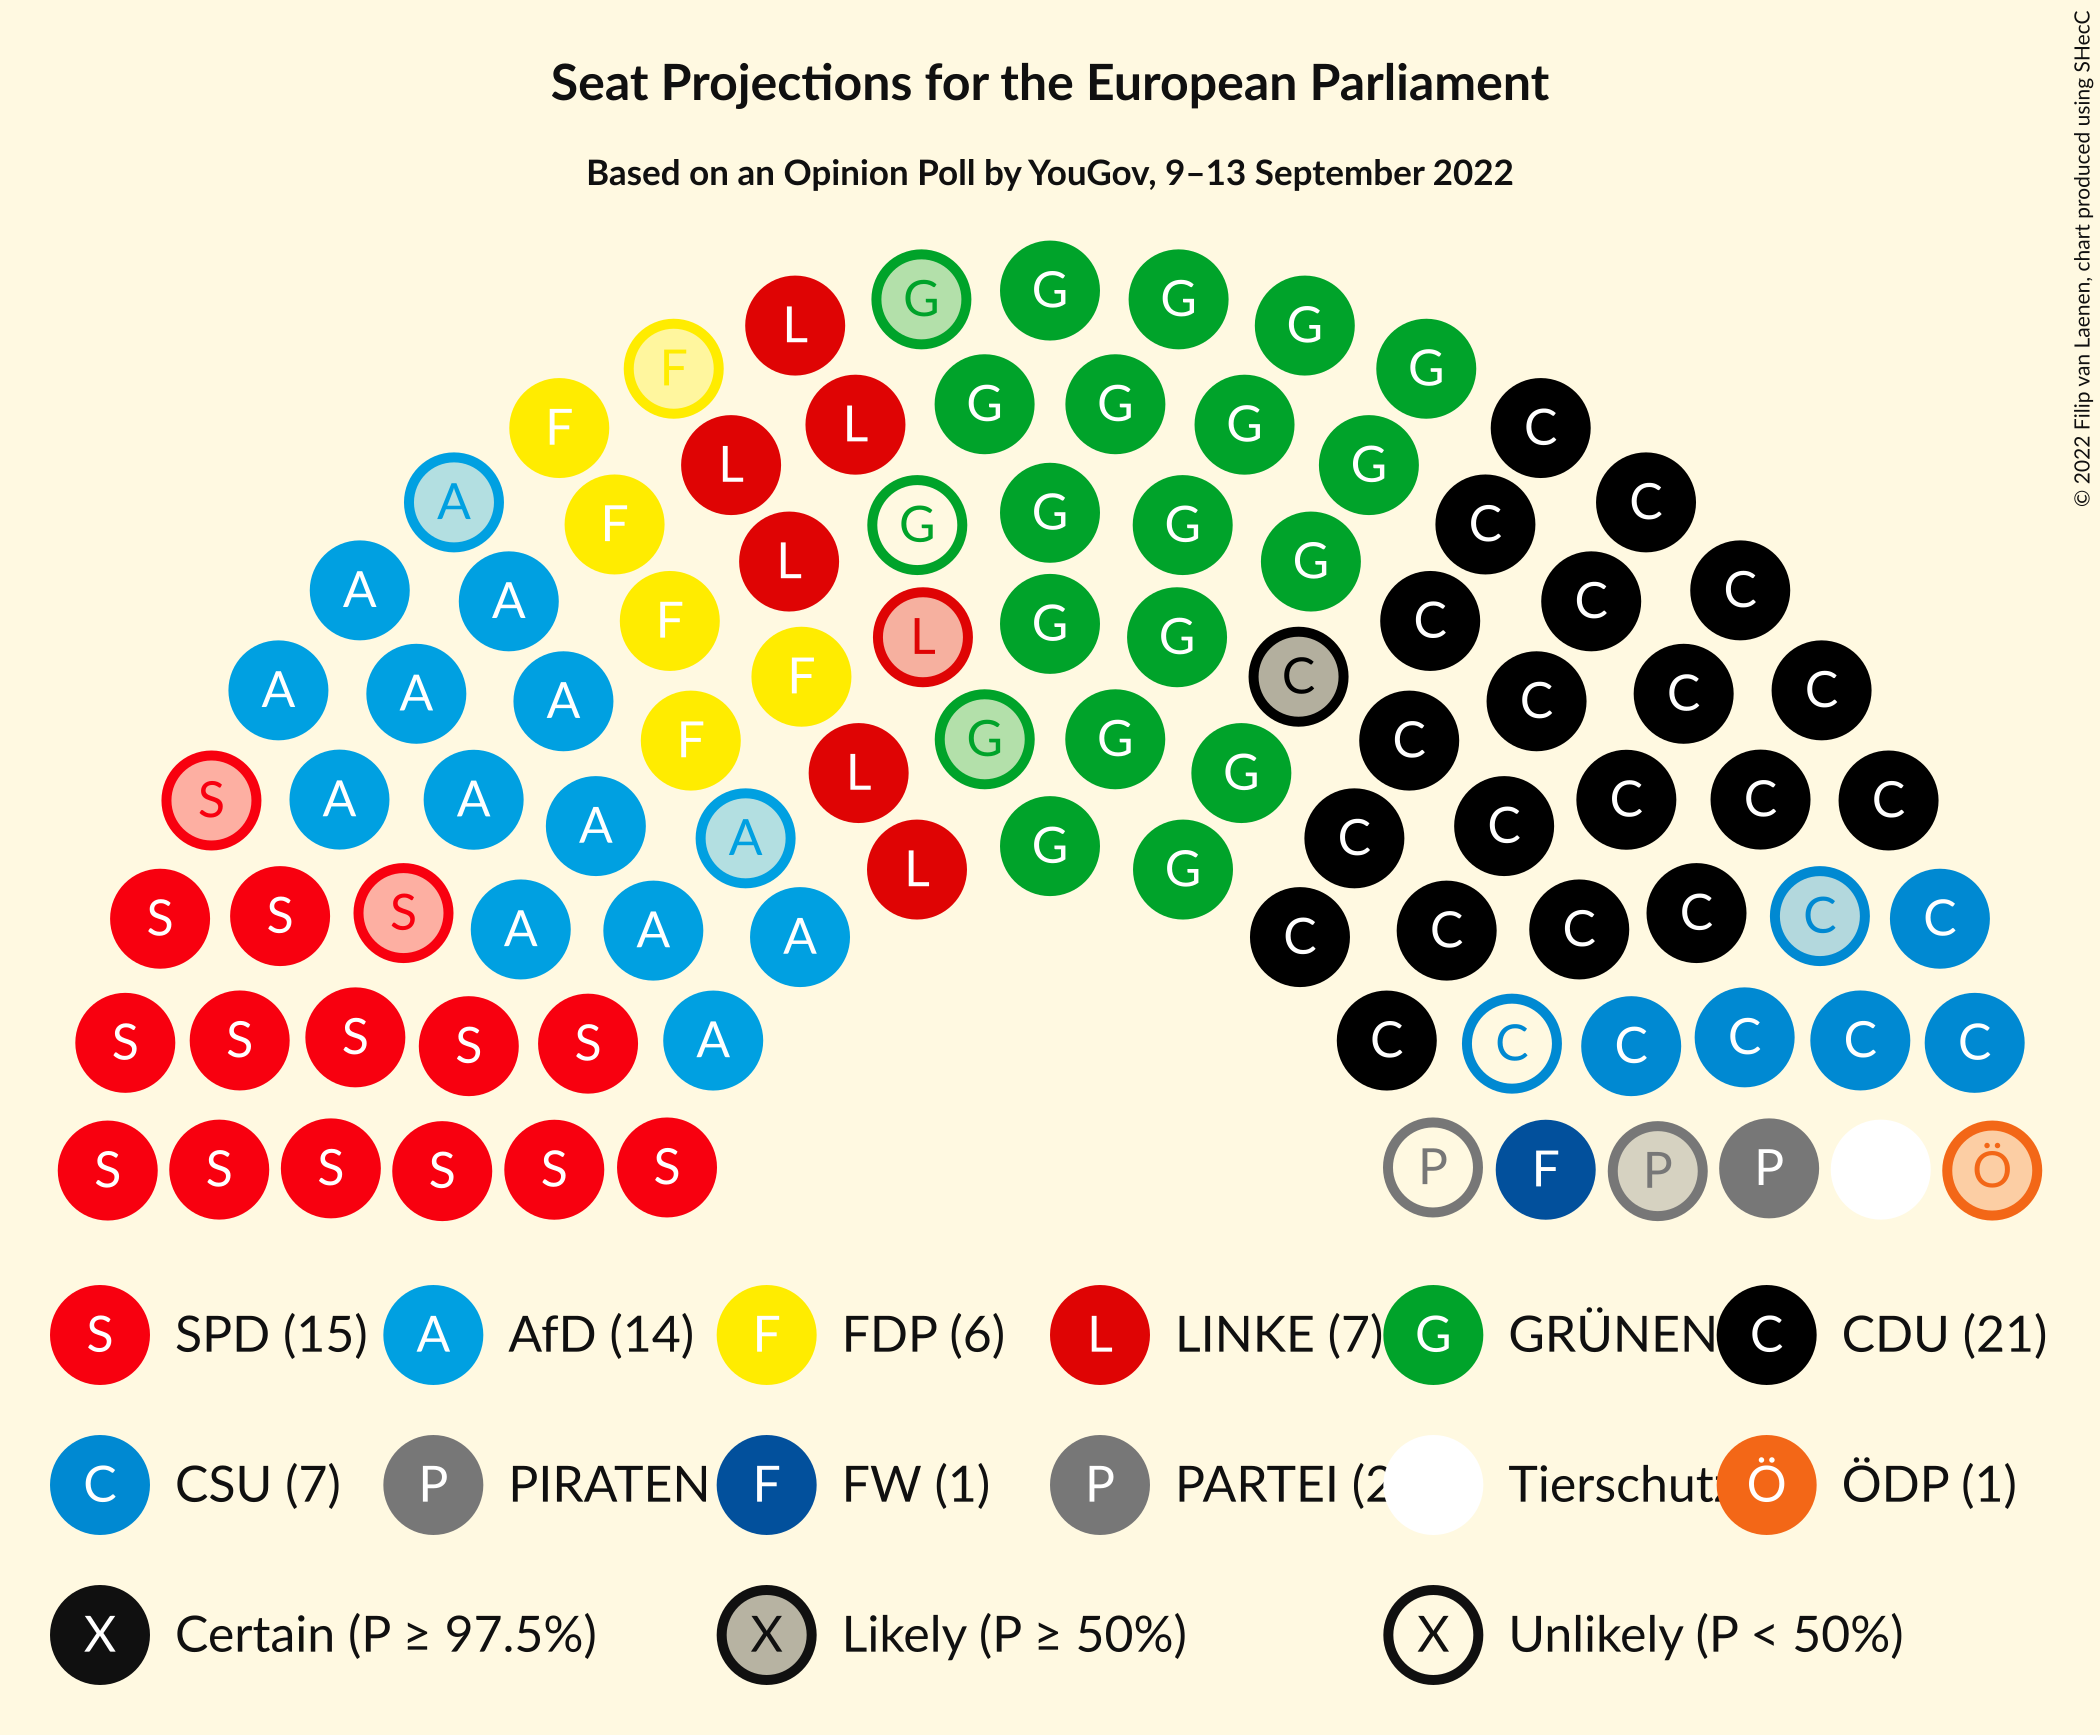 Seat Projections for the European Parliament
Based on an Opinion Poll by YouGov, 9–13 September 2022
© 2022 Filip van Laenen, chart produced using SHecC
L G G G G
F G
F L G G G C
L G
A F G G G C C
A A L G C C
F L G G C
A A A F C C C C
F G G C
L G
S A A A A G C C C C C
L G
S S S A A A C C C C C C
S S S S S A C C C C C C
S S S S S S P F P P Ö
S SPD (15) A AfD (14) F FDP (6) L LINKE (7) G GRÜNEN C CDU (21)
C CSU (7) P PIRATEN F FW (1) P PARTEI (2 Tierschutz Ö ÖDP (1)
X Certain (P ≥ 97.5%) X Likely (P ≥ 50%) X Unlikely (P < 50%)